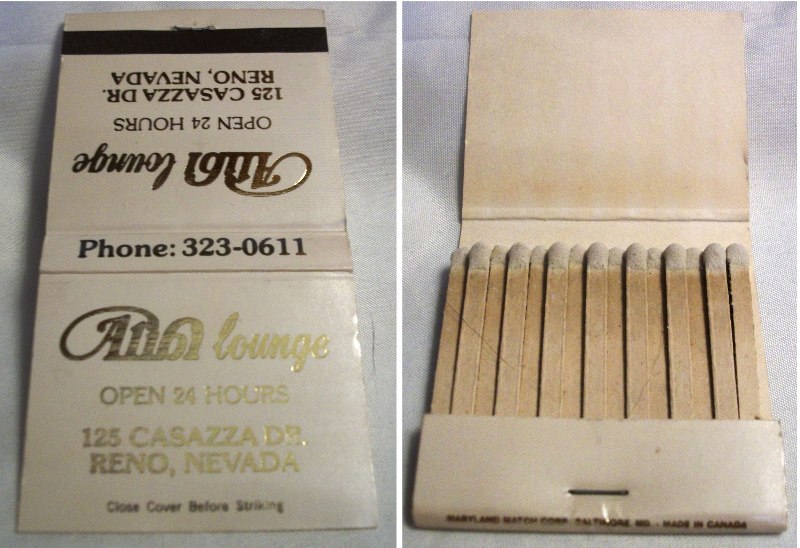 lounge
OPEN 24 HOURS
125 CASAZZA DR.
RENO, NEVADA
Phone: 323-0611
lounge
OPEN 24 HOURS
125 CASAZZA DR.
RENO, NEVADA
Close Cover Before Striking
MARYLAND MATCH CORP. BALTIMORE, MD. - MADE IN CANADA